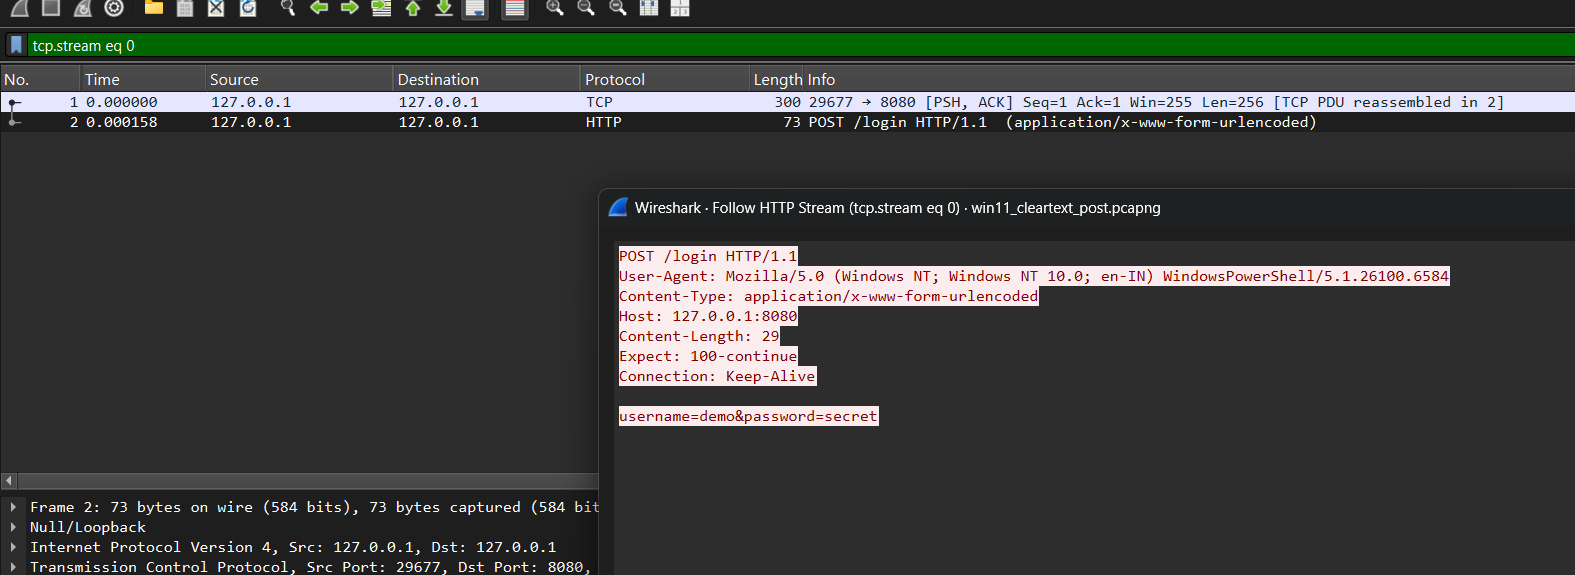 tcp.stream eq 0
No. Time Source Destination Protocol Length Info
1 0.000000 127.0.0.1 127.0.0.1 TCP 300 29677 → 8080 [PSH, ACK] Seq=1 Ack=1 Win=255 Len=256 [TCP PDU reassembled in 2]
2 0.000158 127.0.0.1 127.0.0.1 HTTP 73 POST /login HTTP/1.1 (application/x-www-form-urlencoded)
Wireshark · Follow HTTP Stream (tcp.stream eq 0) · win11_cleartext_post.pcapng
POST /login HTTP/1.1
User-Agent: Mozilla/5.0 (Windows NT; Windows NT 10.0; en-IN) WindowsPowerShell/5.1.26100.6584
Content-Type: application/x-www-form-urlencoded
Host: 127.0.0.1:8080
Content-Length: 29
Expect: 100-continue
Connection: Keep-Alive
username=demo&password=secret
Frame 2: 73 bytes on wire (584 bits), 73 bytes captured (584 bit
Null/Loopback
Internet Protocol Version 4, Src: 127.0.0.1, Dst: 127.0.0.1
Transmission Control Protocol, Src Port: 29677, Dst Port: 8080,